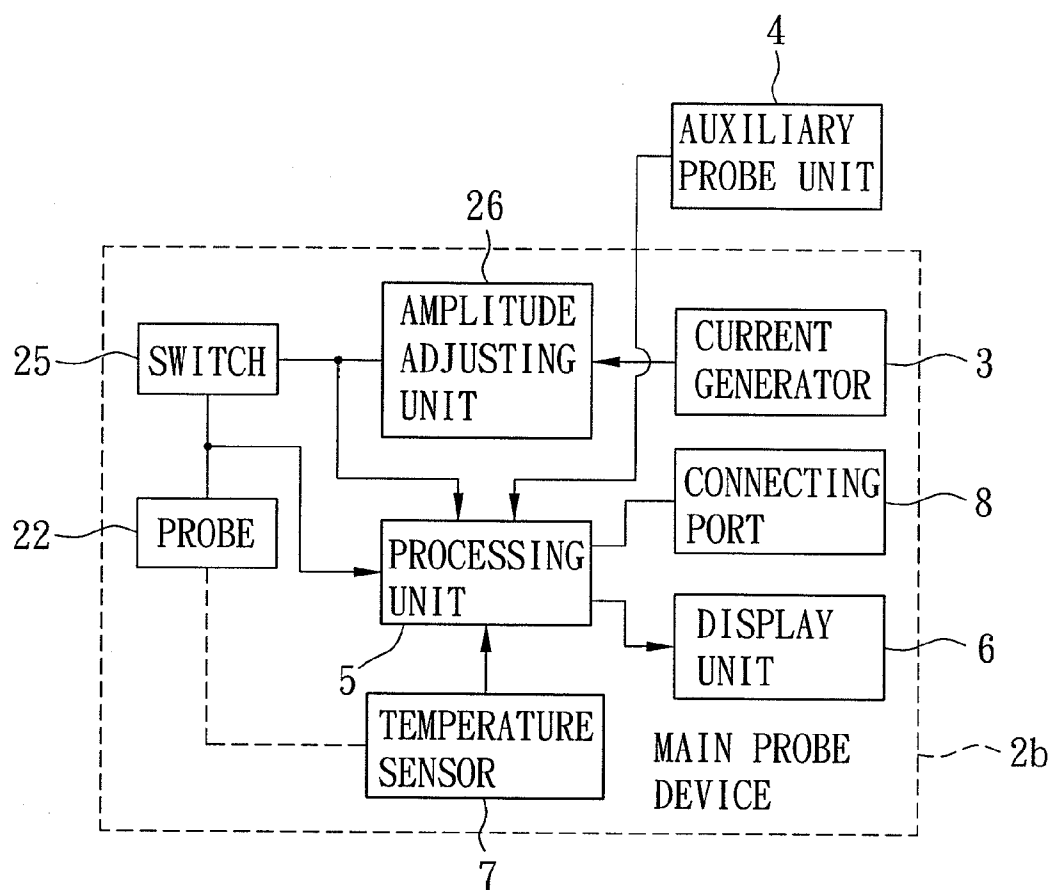 4
AUXILIARY
PROBE UNIT
26
AMPLITUDE
ADJUSTING
UNIT
25
SWITCH
CURRENT
GENERATOR
3
CONNECTING
PORT
8
22
PROBE
PROCESSING
UNIT
5
DISPLAY
UNIT
6
TEMPERATURE
SENSOR
7
MAIN PROBE
DEVICE
2b